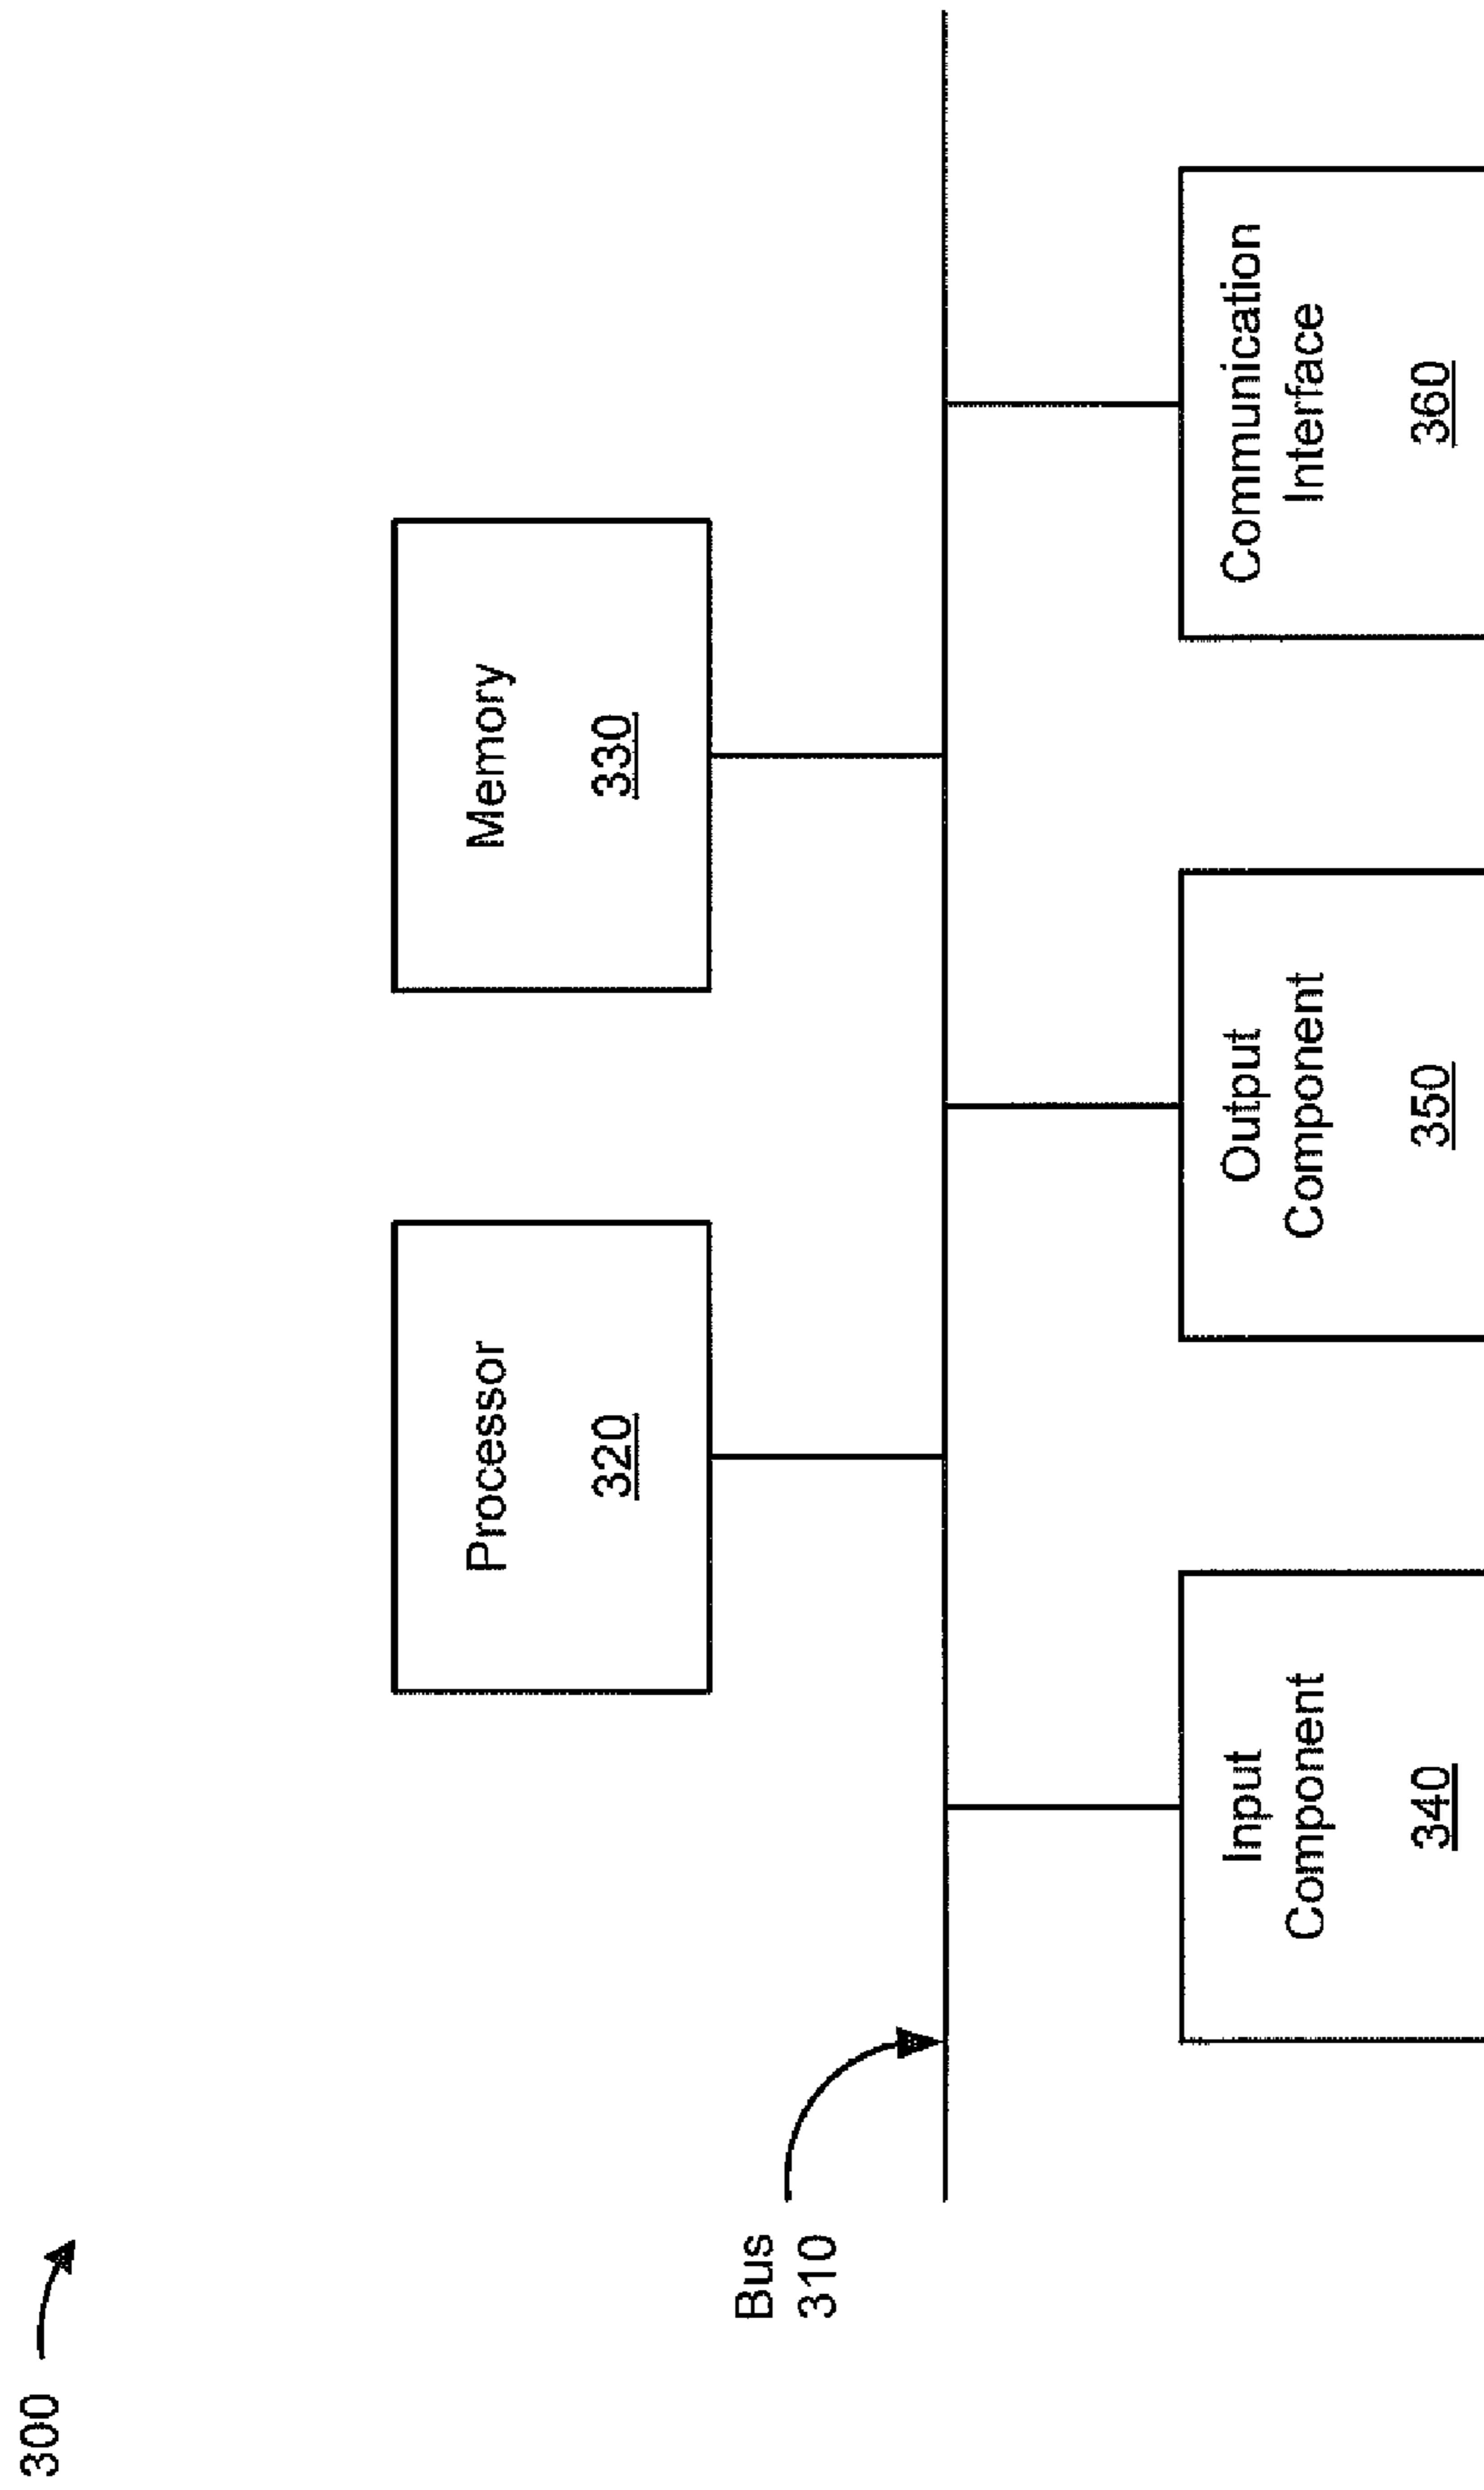 300
Processor
320
Memory
330
Bus
310
Input
Component
340
Output
Component
350
Communication
Interface
360